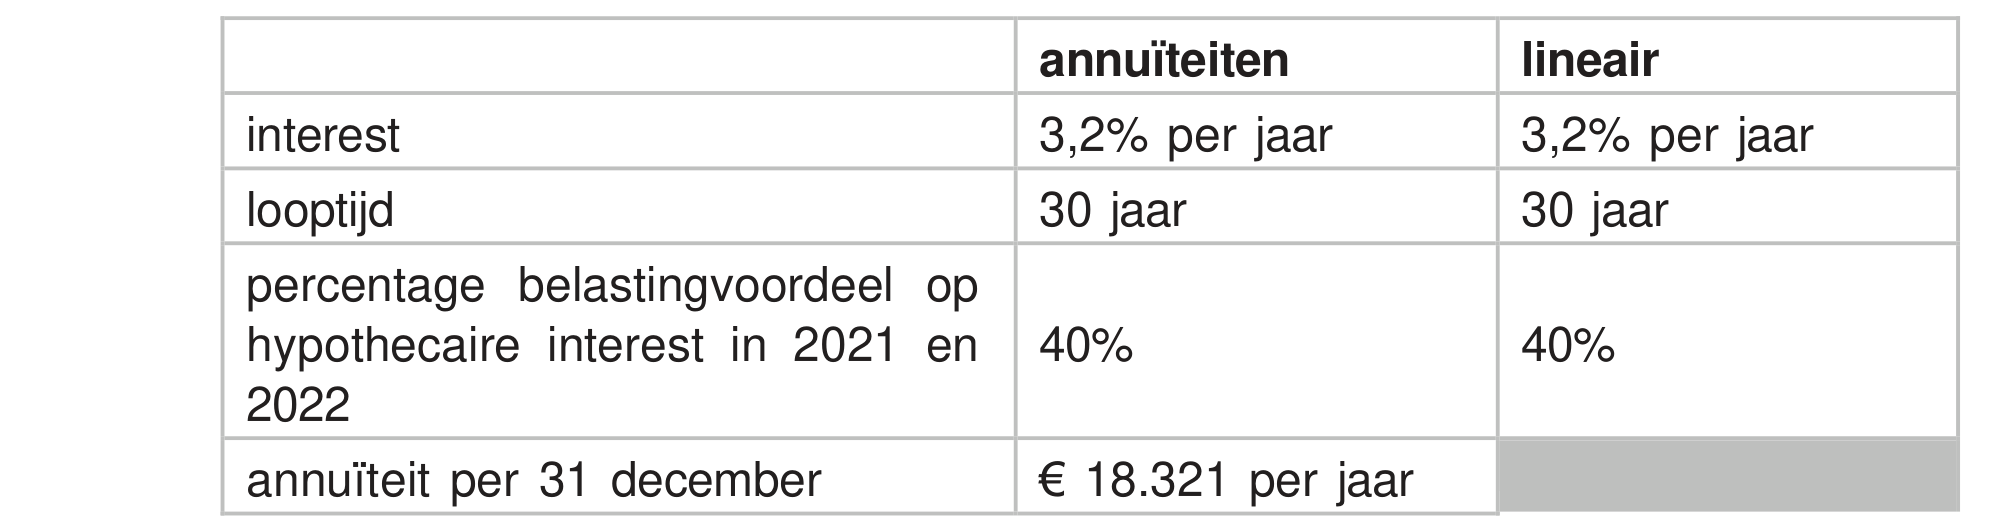 annuïteiten lineair
interest 3,2% per jaar 3,2% per jaar
looptijd 30 jaar 30 jaar
percentage belastingvoordeel op
hypothecaire interest in 2021 en 40% 40%
2022
annuïteit per 31 december € 18.321 per jaar